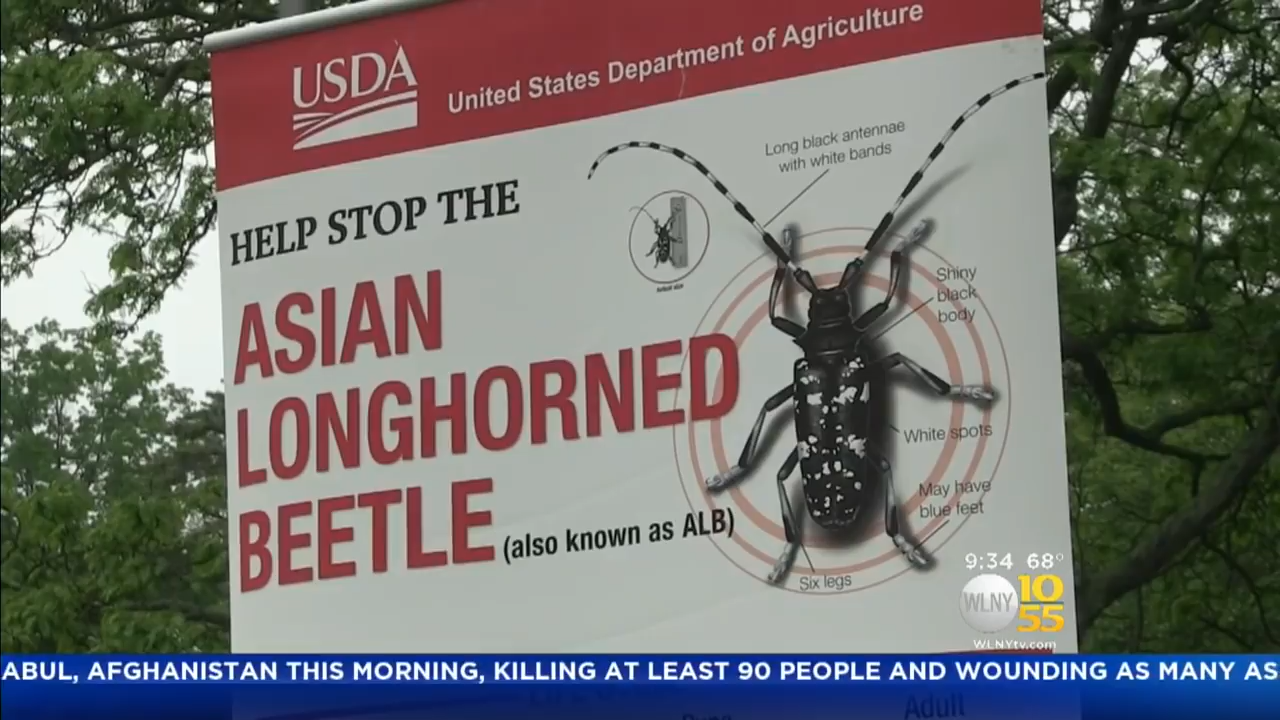 USDA
United States Department of Agriculture
HELP STOP THE
ASIAN
LONGHORNED
BEETLE (also known as ALB)
Long black antennae
with white bands
Shiny
black
body
White spots
May have
blue feet
Six legs
9:34 68°
WLNY 10
55
WLNYtv.com
ABUL, AFGHANISTAN THIS MORNING, KILLING AT LEAST 90 PEOPLE AND WOUNDING AS MANY AS
Adult